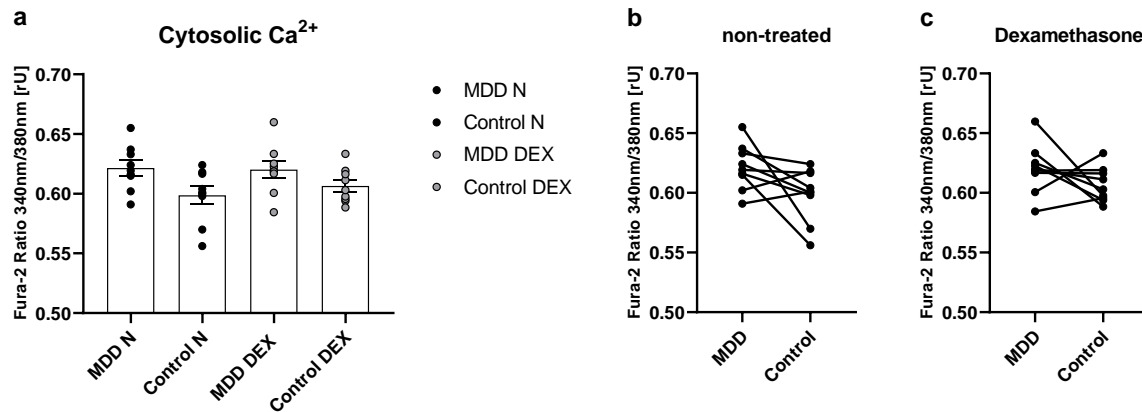 a
Cytosolic Ca²⁺
Fura-2 Ratio 340nm/380nm [rU]
0.70
0.65
0.60
0.55
0.50
MDD N
Control N
MDD DEX
Control DEX
MDD N
Control N
MDD DEX
Control DEX
b
non-treated
Fura-2 Ratio 340nm/380nm [rU]
0.70
0.65
0.60
0.55
0.50
MDD
Control
c
Dexamethasone
Fura-2 Ratio 340nm/380nm [rU]
0.70
0.65
0.60
0.55
0.50
MDD
Control